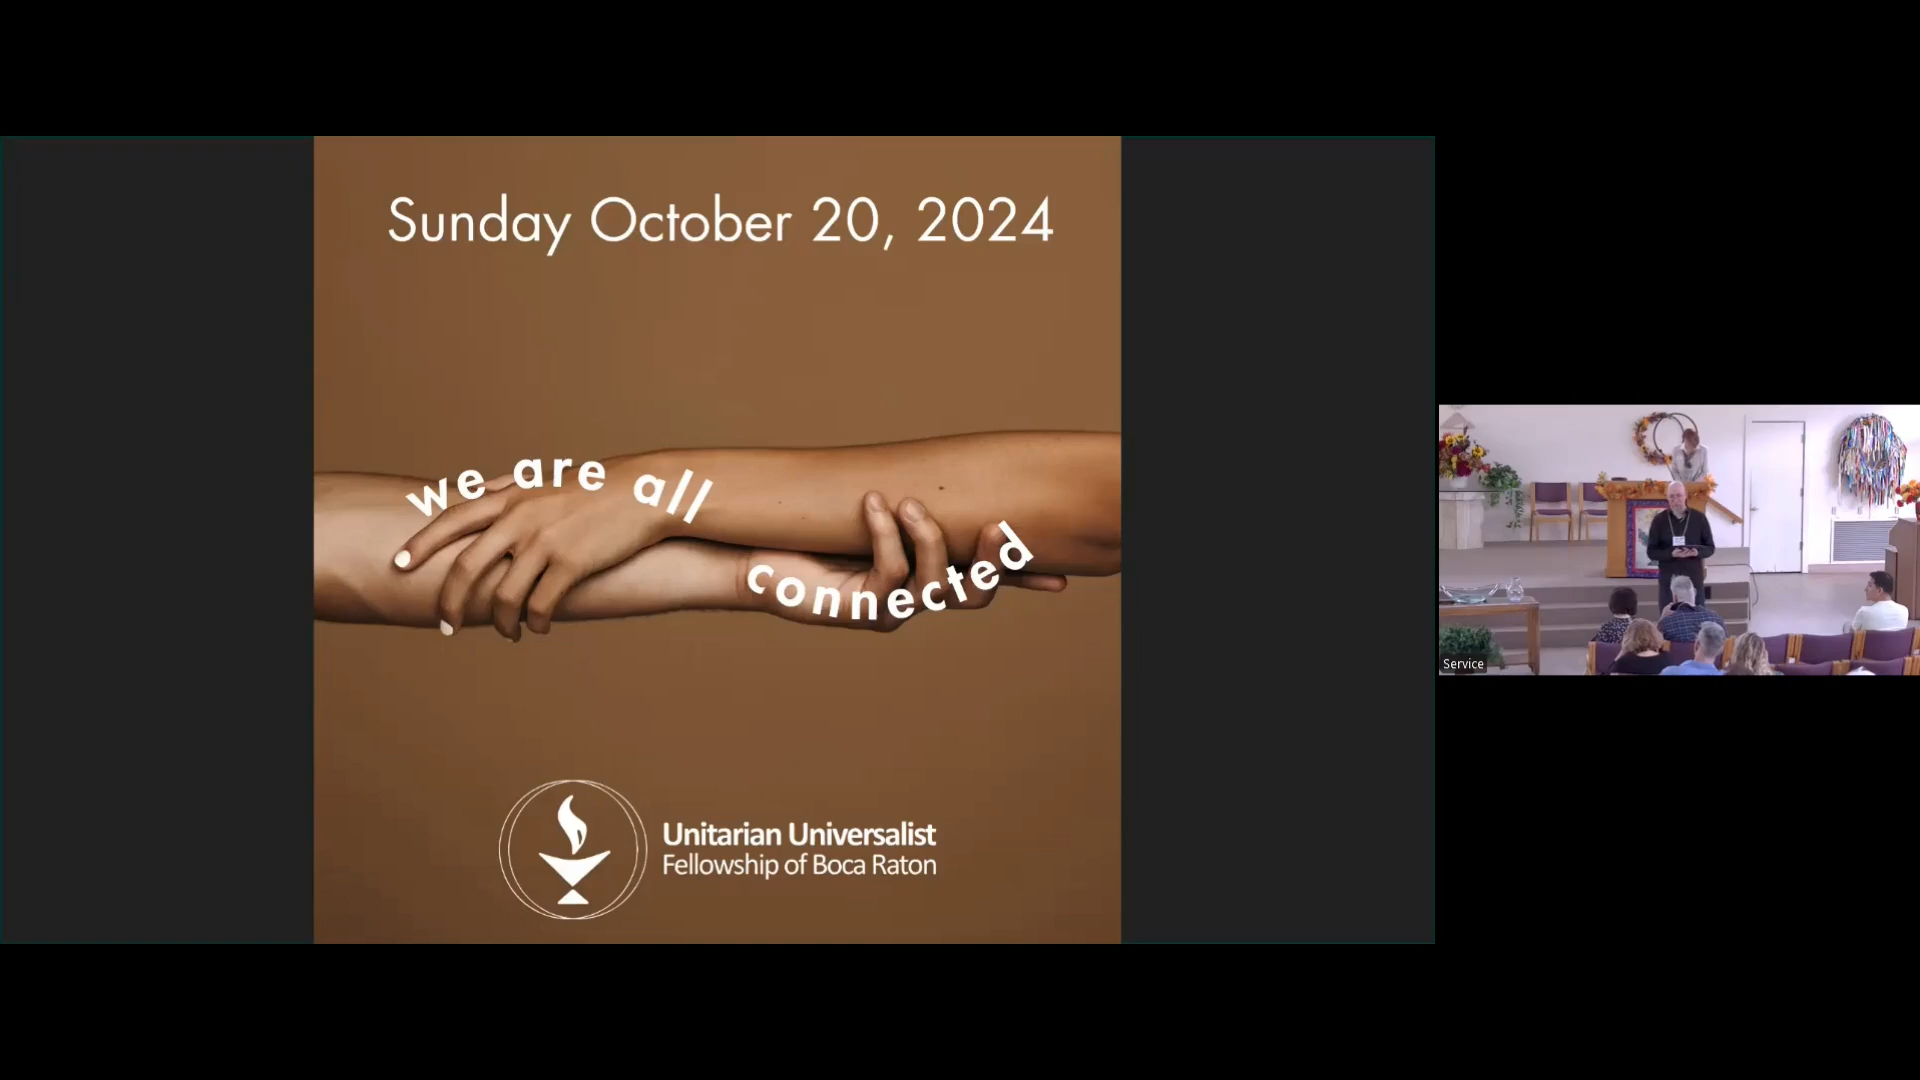 Sunday October 20, 2024
we are all
connected
Unitarian Universalist
Fellowship of Boca Raton
Service